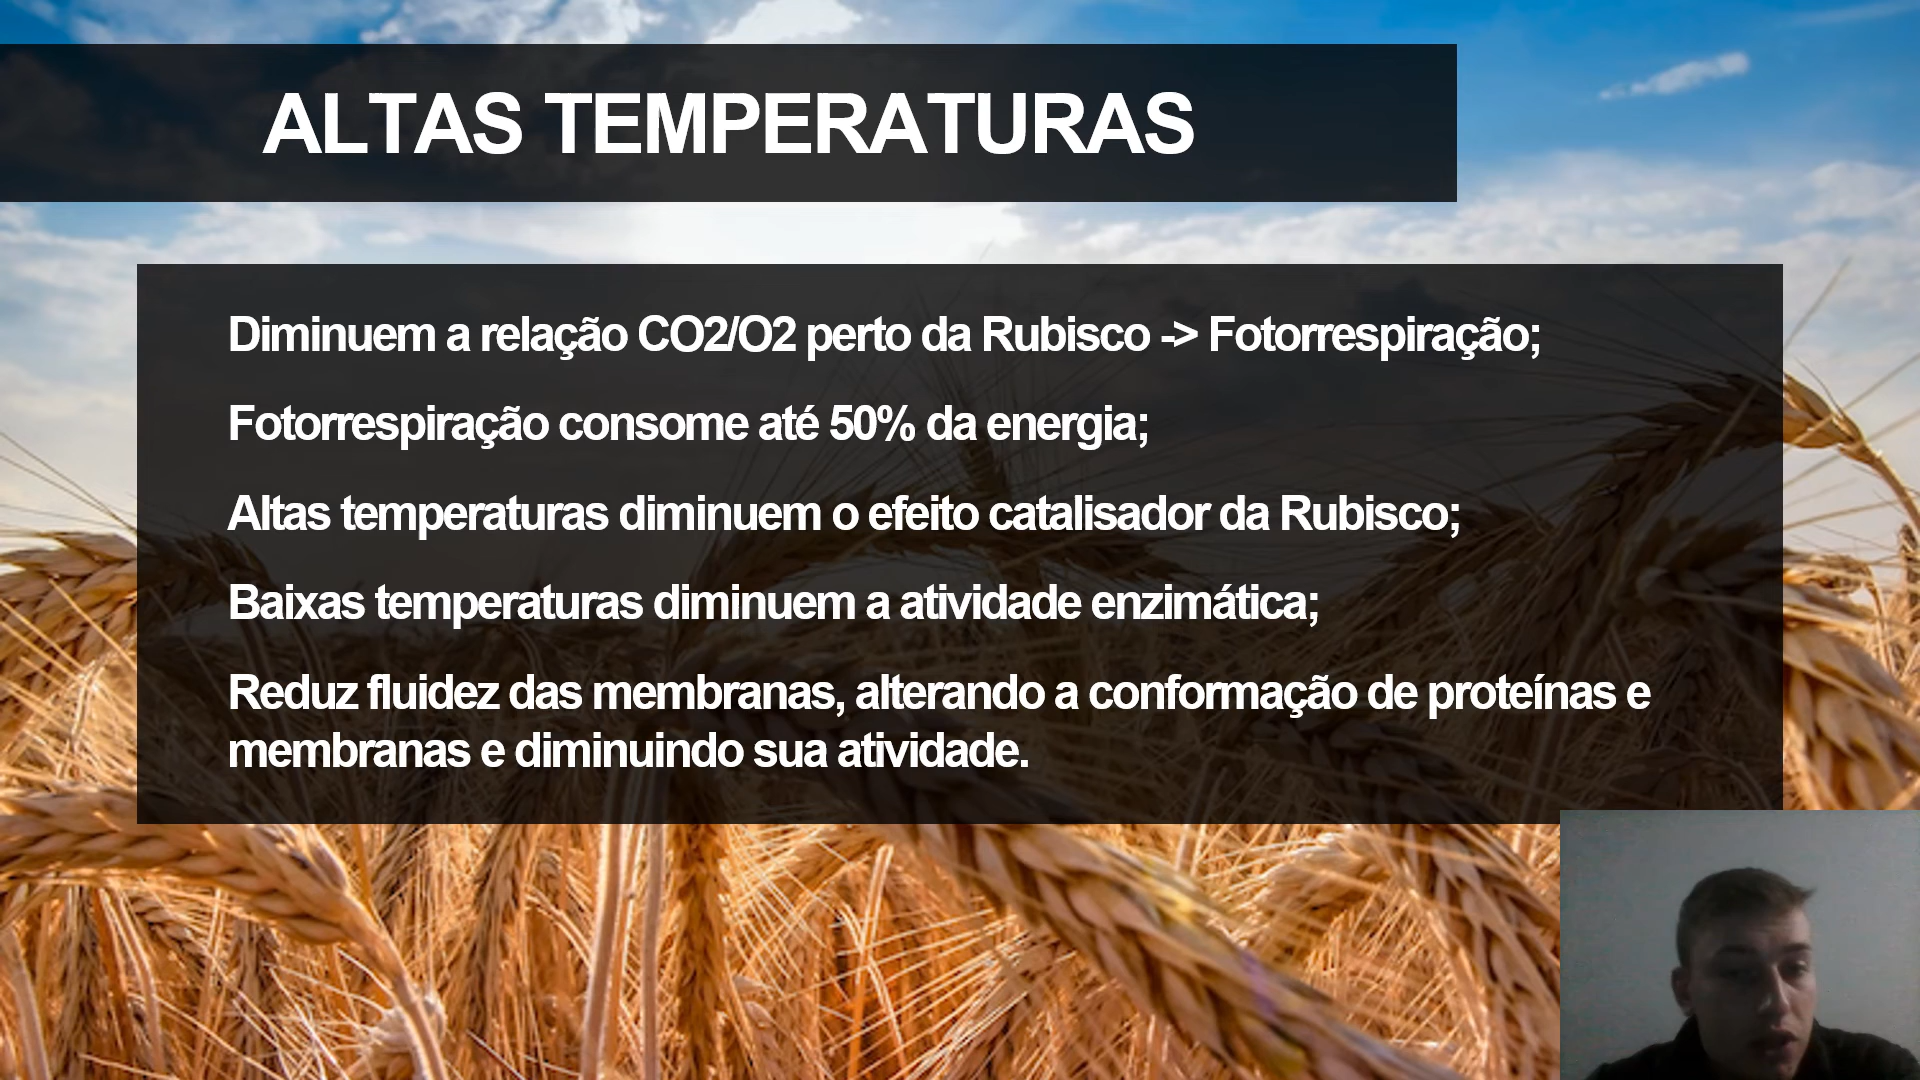 ALTAS TEMPERATURAS
Diminuem a relação CO2/O2 perto da Rubisco -> Fotorrespiração;
Fotorrespiração consome até 50% da energia;
Altas temperaturas diminuem o efeito catalisador da Rubisco;
Baixas temperaturas diminuem a atividade enzimática;
Reduz fluidez das membranas, alterando a conformação de proteínas e
membranas e diminuindo sua atividade.